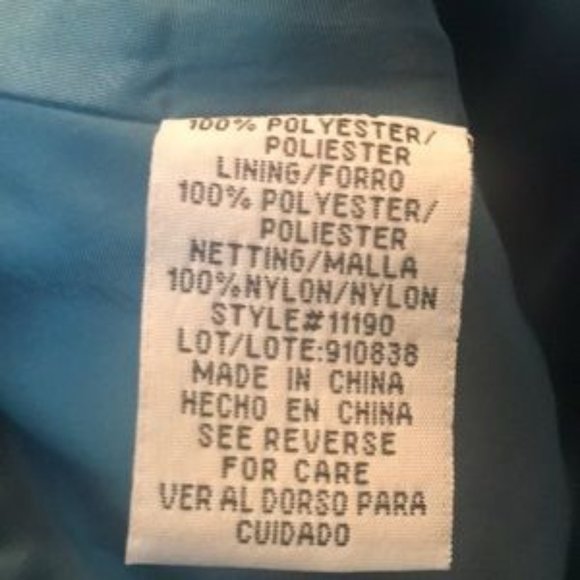 100% POLYESTER/
POLIESTER
LINING/FORRO
100% POLYESTER/
POLIESTER
NETTING/MALLA
100%NYLON/NYLON
STYLE#11190
LOT/LOTE:910838
MADE IN CHINA
HECHO EN CHINA
SEE REVERSE
FOR CARE
VER AL DORSO PARA
CUIDADO